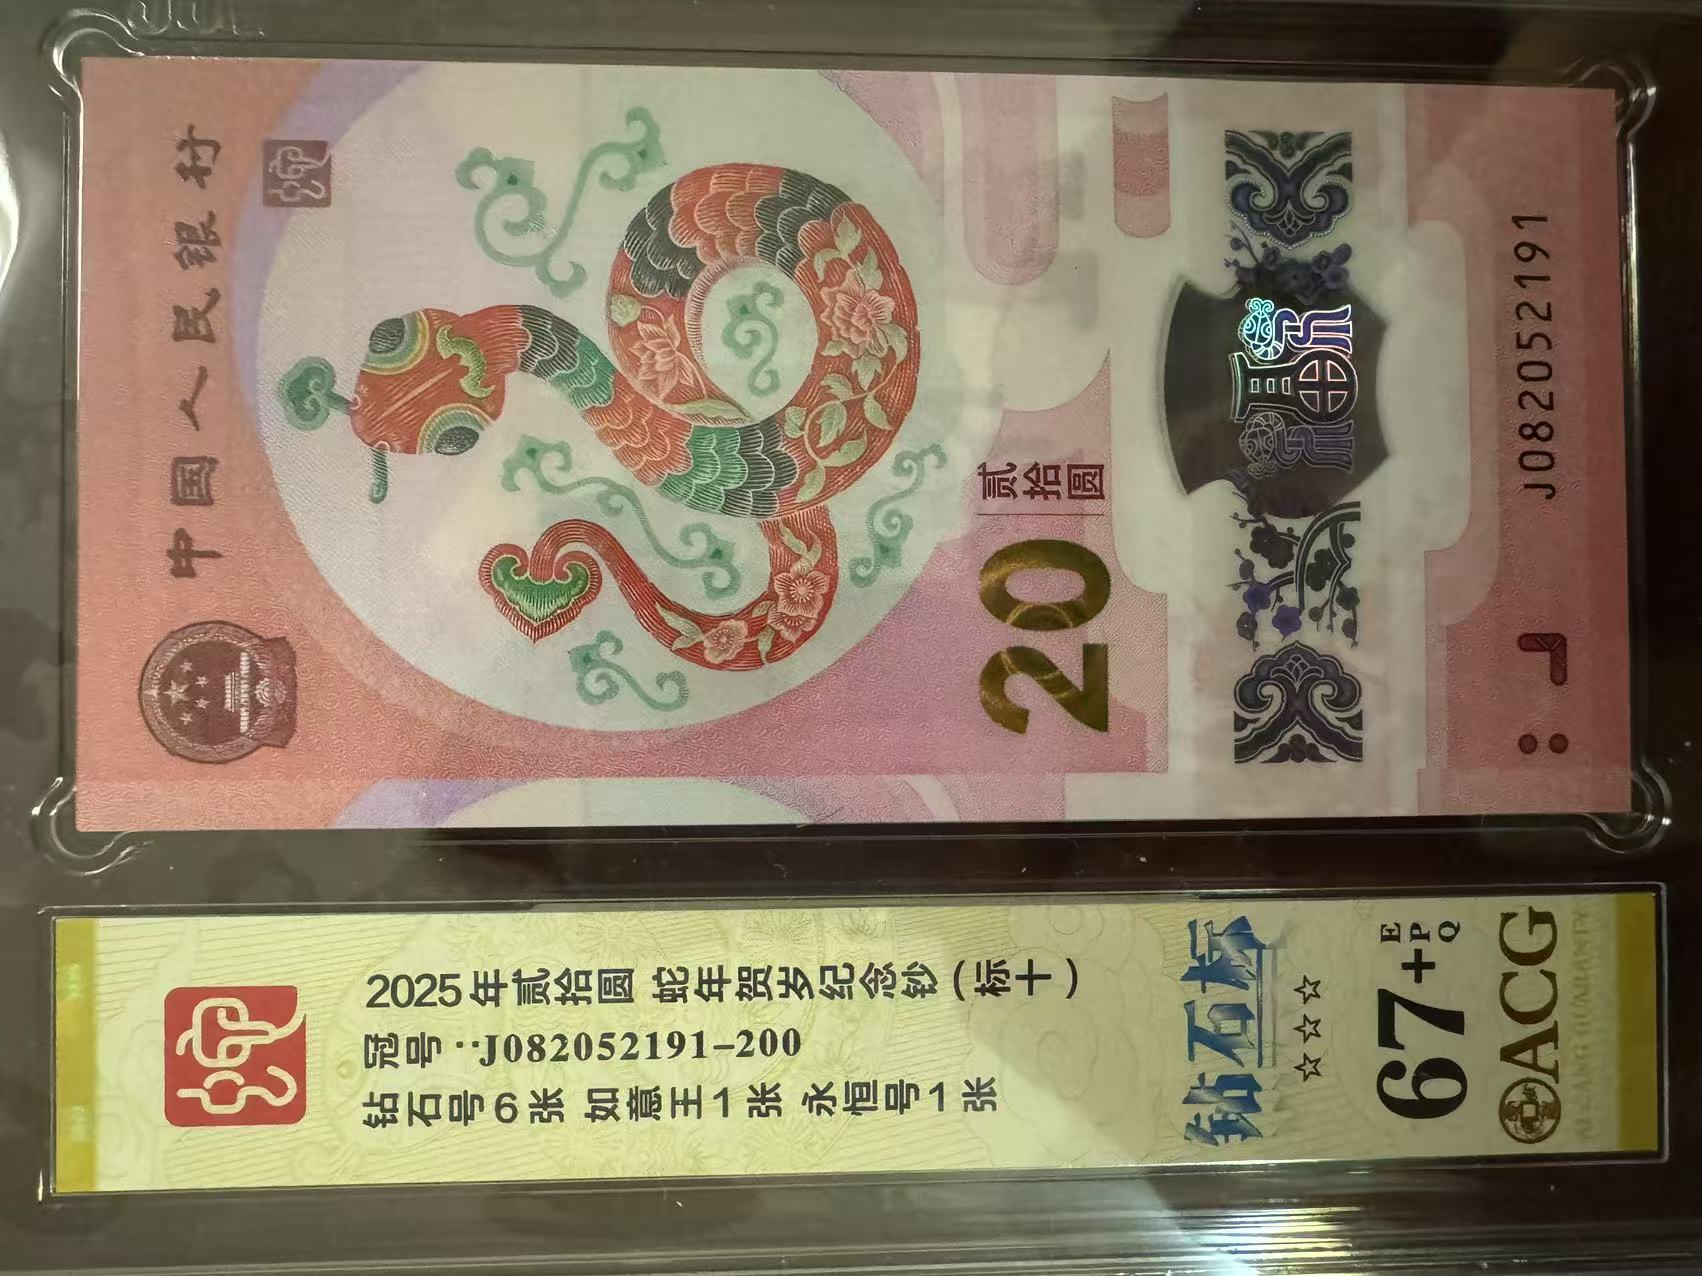 中国人民银行
蛇
贰拾圆
20
J082052191
2025年贰拾圆 蛇年贺岁纪念钞（标十）
冠号：J082052191-200
钻石号6张 如意王1张 永恒号1张
钻石标
☆☆☆
67+
EPQ
ACG